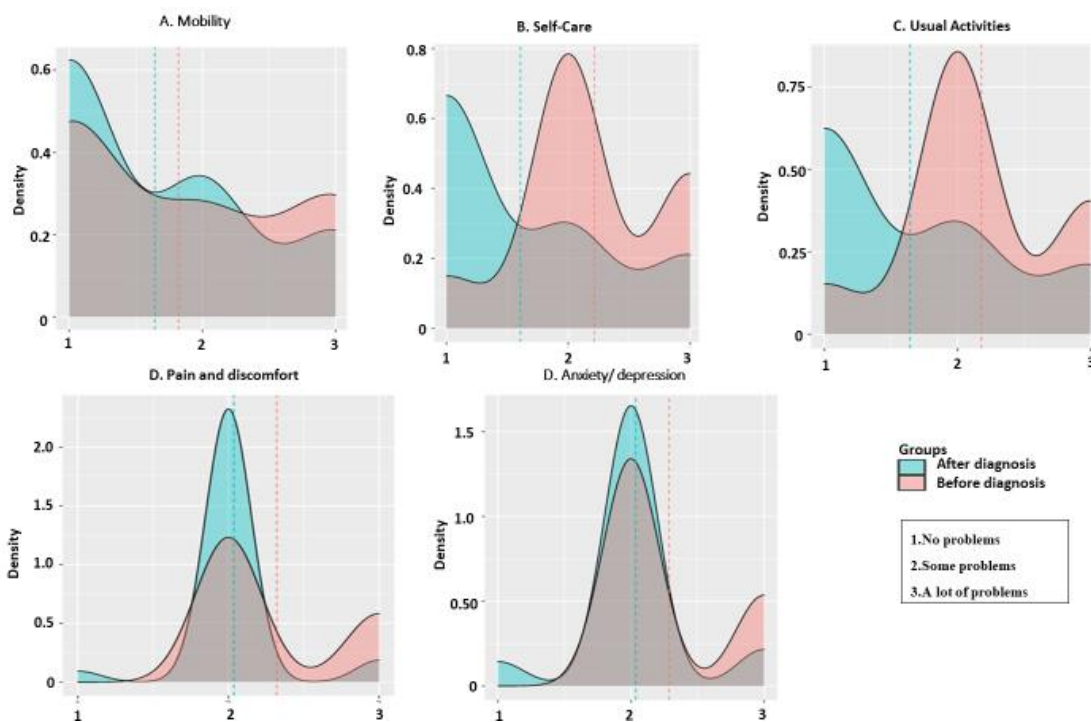 A. Mobility
B. Self-Care
C. Usual Activities
Density
0.6
0.4
0.2
0
1
2
3
Density
0.8
0.6
0.4
0.2
0
1
2
3
Density
0.75
0.50
0.25
0
1
2
3
D. Pain and discomfort
D. Anxiety/ depression
Density
2.0
1.5
1.0
0.5
0
1
2
3
Density
1.5
1.0
0.50
0
1
2
3
Groups
After diagnosis
Before diagnosis
1.No problems
2.Some problems
3.A lot of problems